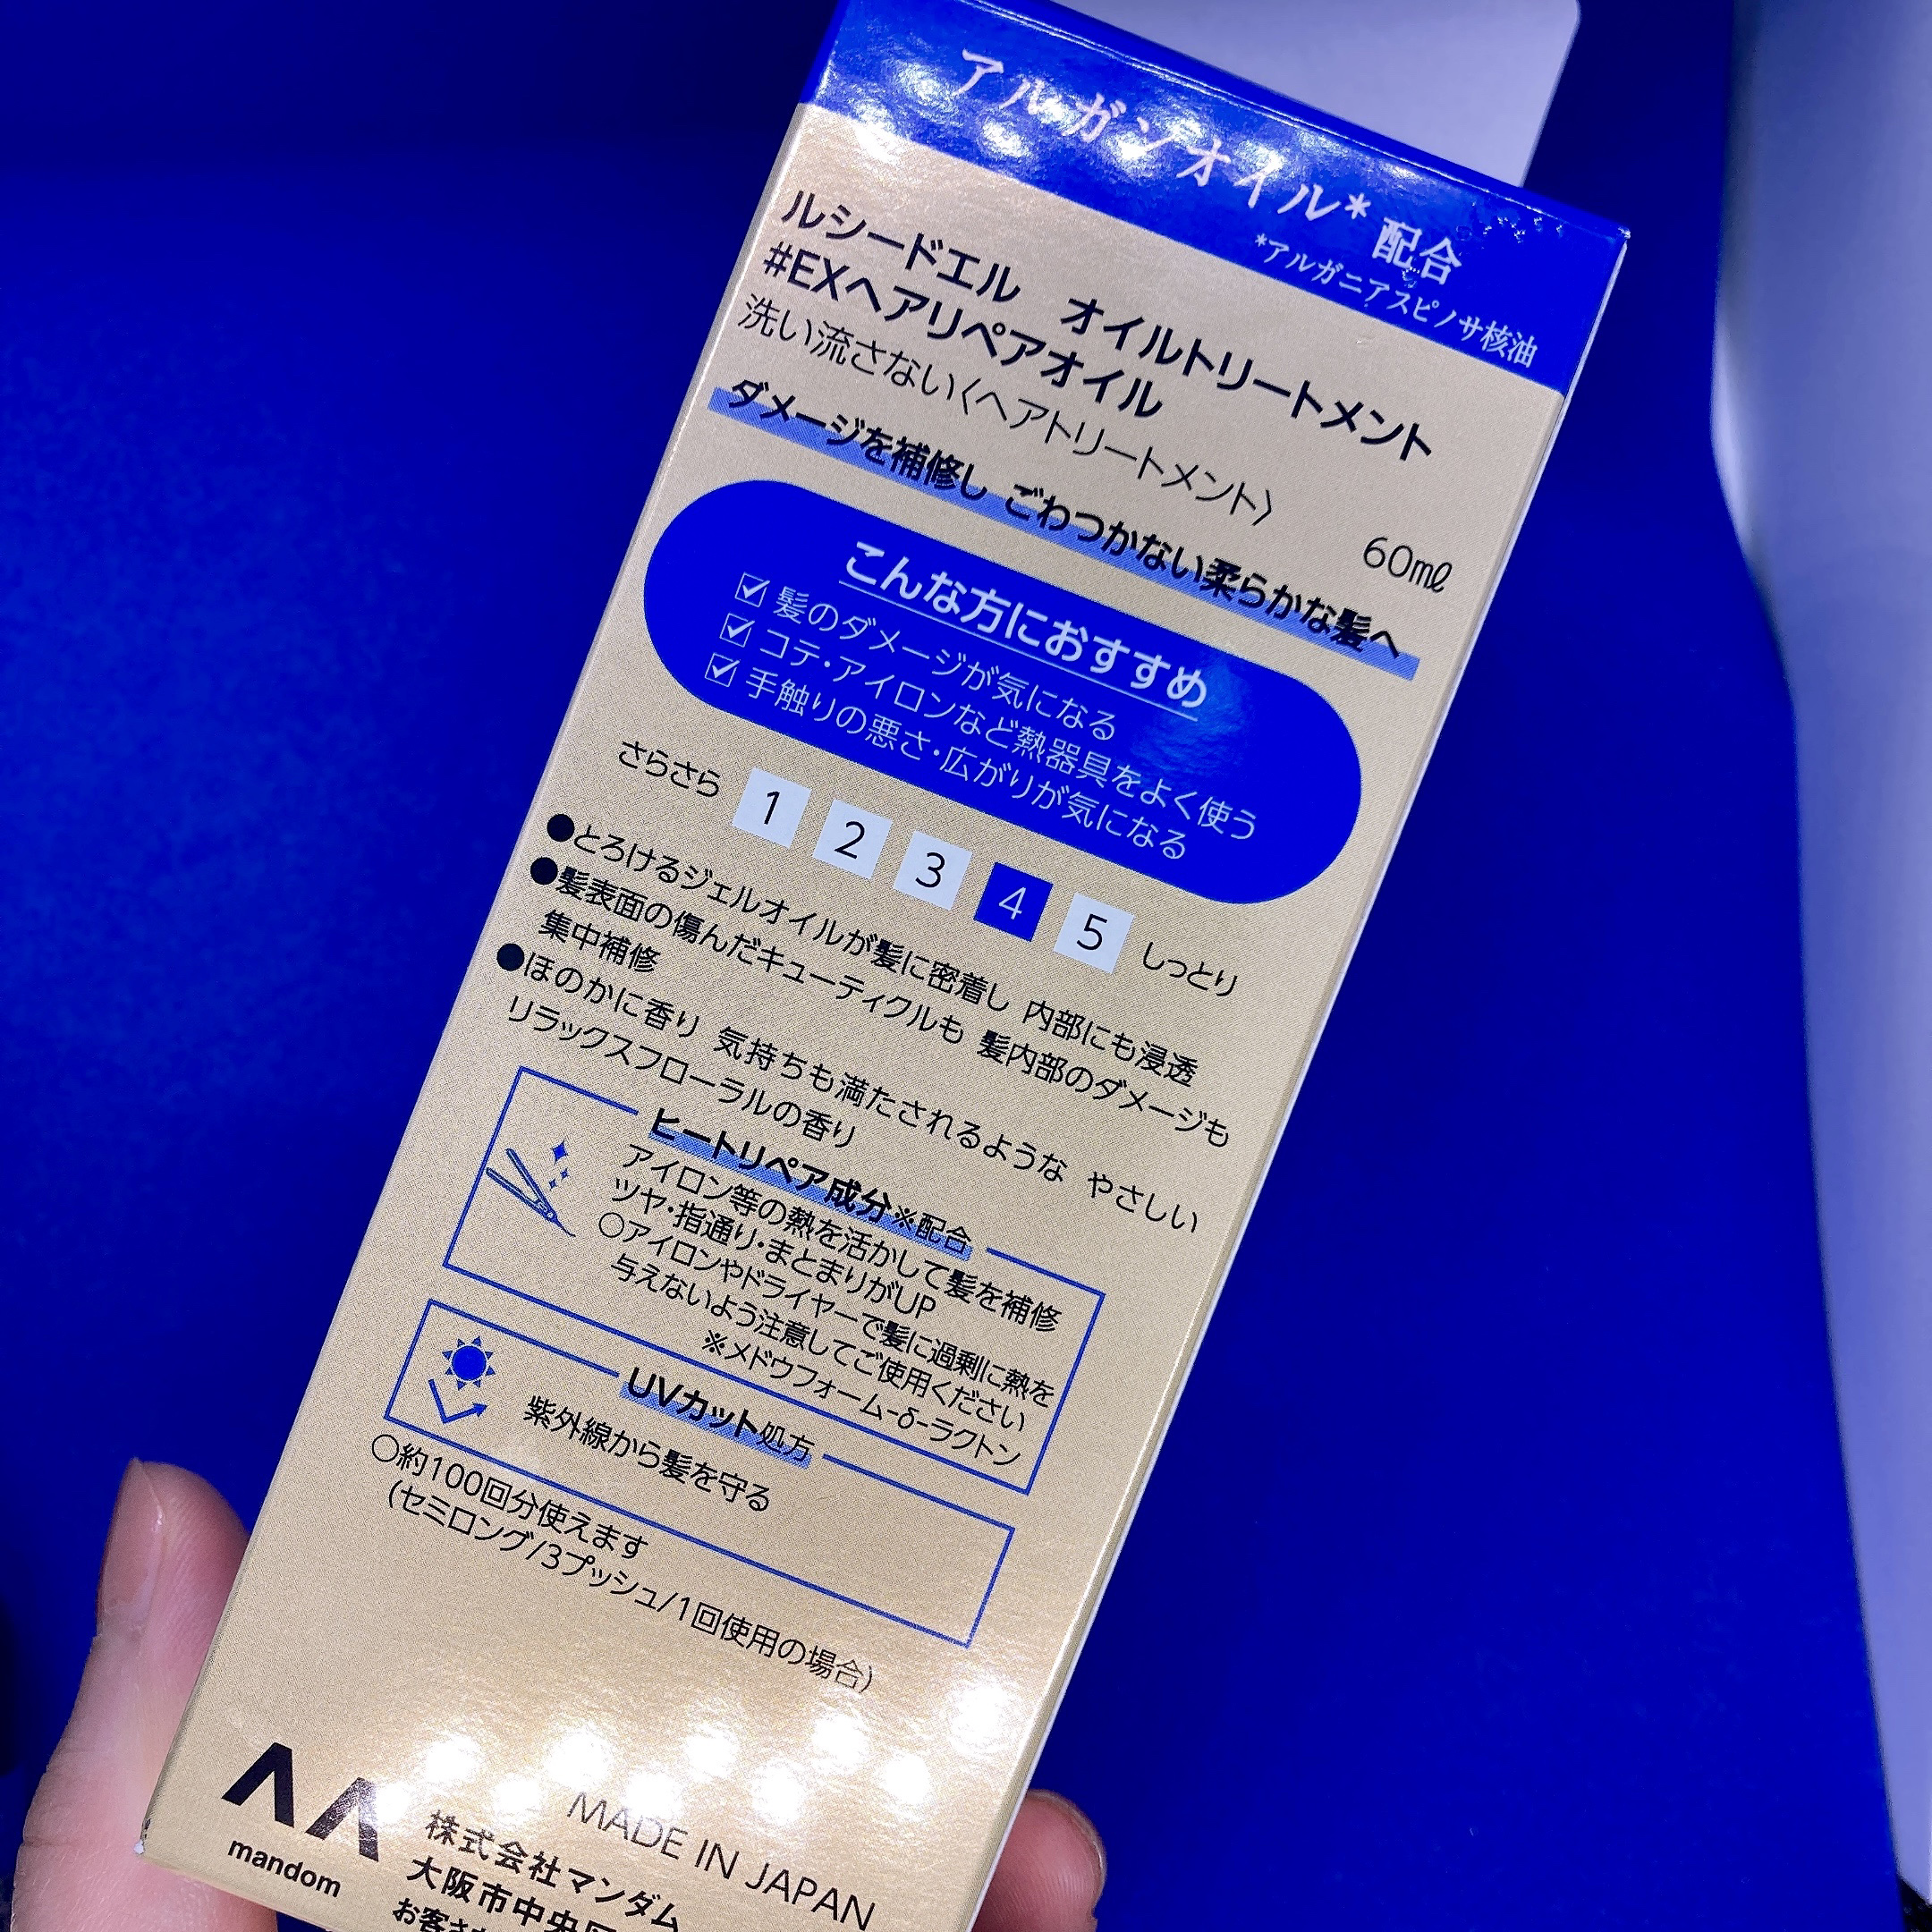 アルガンオイル*配合
*アルガニアスピノサ核油
ルシードエル オイルトリートメント
#EXヘアリペアオイル
洗い流さない〈ヘアトリートメント〉
60mℓ
ダメージを補修し ごわつかない柔らかな髪へ
こんな方におすすめ
☑髪のダメージが気になる
☑コテ・アイロンなど熱器具をよく使う
☑手触りの悪さ・広がりが気になる
さらさら 1 2 3 4 5 しっとり
●とろけるジェルオイルが髪に密着し 内部にも浸透
●髪表面の傷んだキューティクルも 髪内部のダメージも
集中補修
●ほのかに香り 気持ちも満たされるような やさしい
リラックスフローラルの香り
ヒートリペア成分※配合
アイロン等の熱を活かして髪を補修
ツヤ・指通り・まとまりがUP
○アイロンやドライヤーで髪に過剰に熱を
与えないよう注意してご使用ください
※メドウフォーム-δ-ラクトン
UVカット処方
紫外線から髪を守る
○約100回分使えます
(セミロング/3プッシュ/1回使用の場合)
MADE IN JAPAN
mandom
株式会社マンダム
大阪市中央区
お客さま